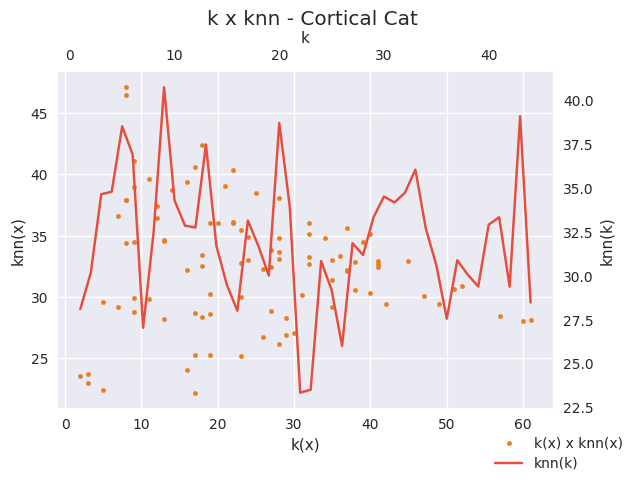 k x knn - Cortical Cat
k
0 10 20 30 40
45 40 35 30 25
knn(x)
40.0 37.5 35.0 32.5 30.0 27.5 25.0 22.5
knn(k)
0 10 20 30 40 50 60
k(x)
k(x) x knn(x)
knn(k)